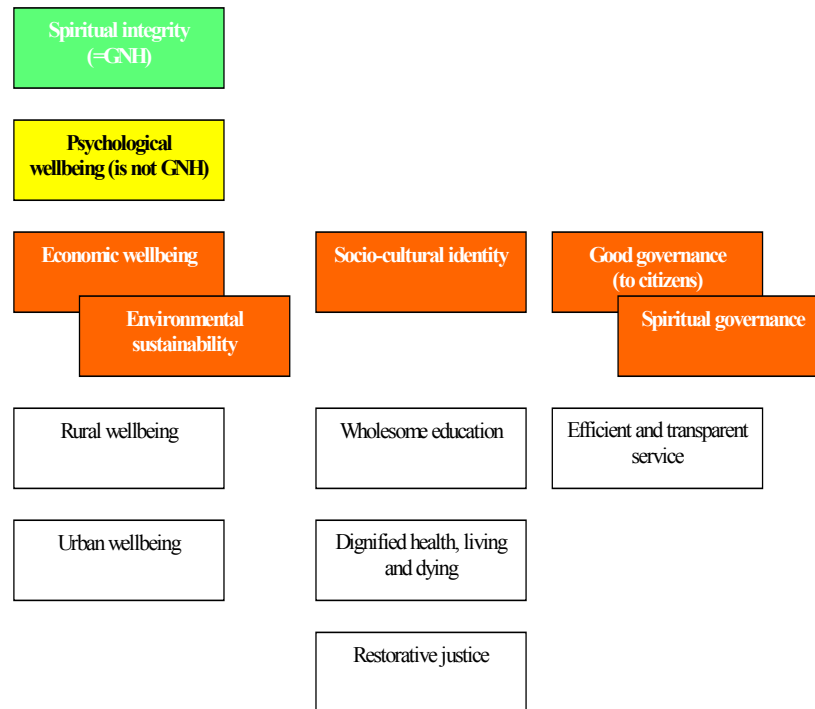 Spiritual integrity
(=GNH)
Psychological
wellbeing (is not GNH)
Economic wellbeing
Socio-cultural identity
Good governance
(to citizens)
Environmental
sustainability
Spiritual governance
Rural wellbeing
Wholesome education
Efficient and transparent
service
Urban wellbeing
Dignified health, living
and dying
Restorative justice